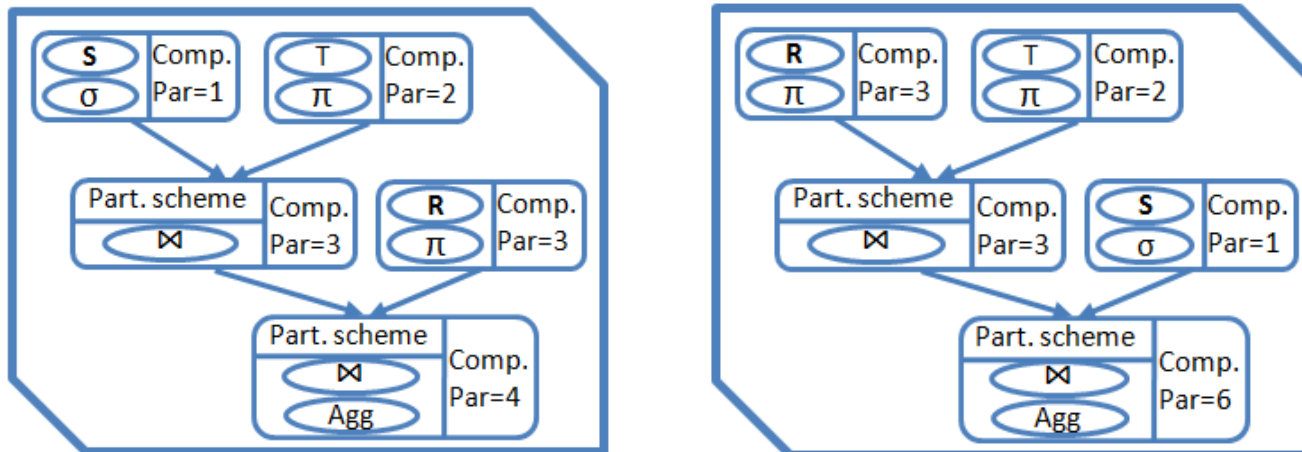 S
σ
Comp.
Par=1
T
π
Comp.
Par=2
Part. scheme
⋈
Comp.
Par=3
R
π
Comp.
Par=3
Part. scheme
⋈
Agg
Comp.
Par=4
R
π
Comp.
Par=3
T
π
Comp.
Par=2
Part. scheme
⋈
Comp.
Par=3
S
σ
Comp.
Par=1
Part. scheme
⋈
Agg
Comp.
Par=6